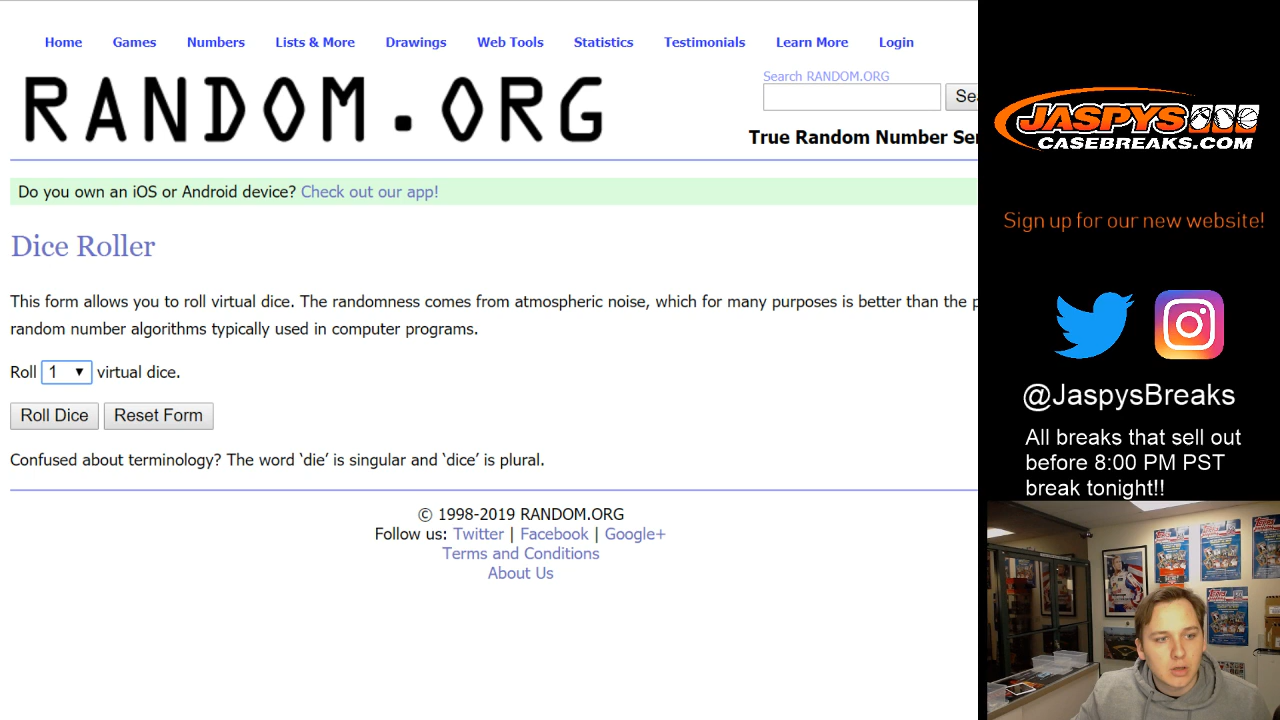 Home Games Numbers Lists & More Drawings Web Tools Statistics Testimonials Learn More Login
RANDOM.ORG
Search RANDOM.ORG
True Random Number
Do you own an iOS or Android device? Check out our app!
Dice Roller
This form allows you to roll virtual dice. The randomness comes from atmospheric noise, which for many purposes is better than the
random number algorithms typically used in computer programs.
Roll 1 virtual dice.
Roll Dice Reset Form
Confused about terminology? The word ‘die’ is singular and ‘dice’ is plural.
© 1998-2019 RANDOM.ORG
Follow us: Twitter | Facebook | Google+
Terms and Conditions
About Us
JASPYS
CASEBREAKS.COM
Sign up for our new website!
@JaspysBreaks
All breaks that sell out
before 8:00 PM PST
break tonight!!